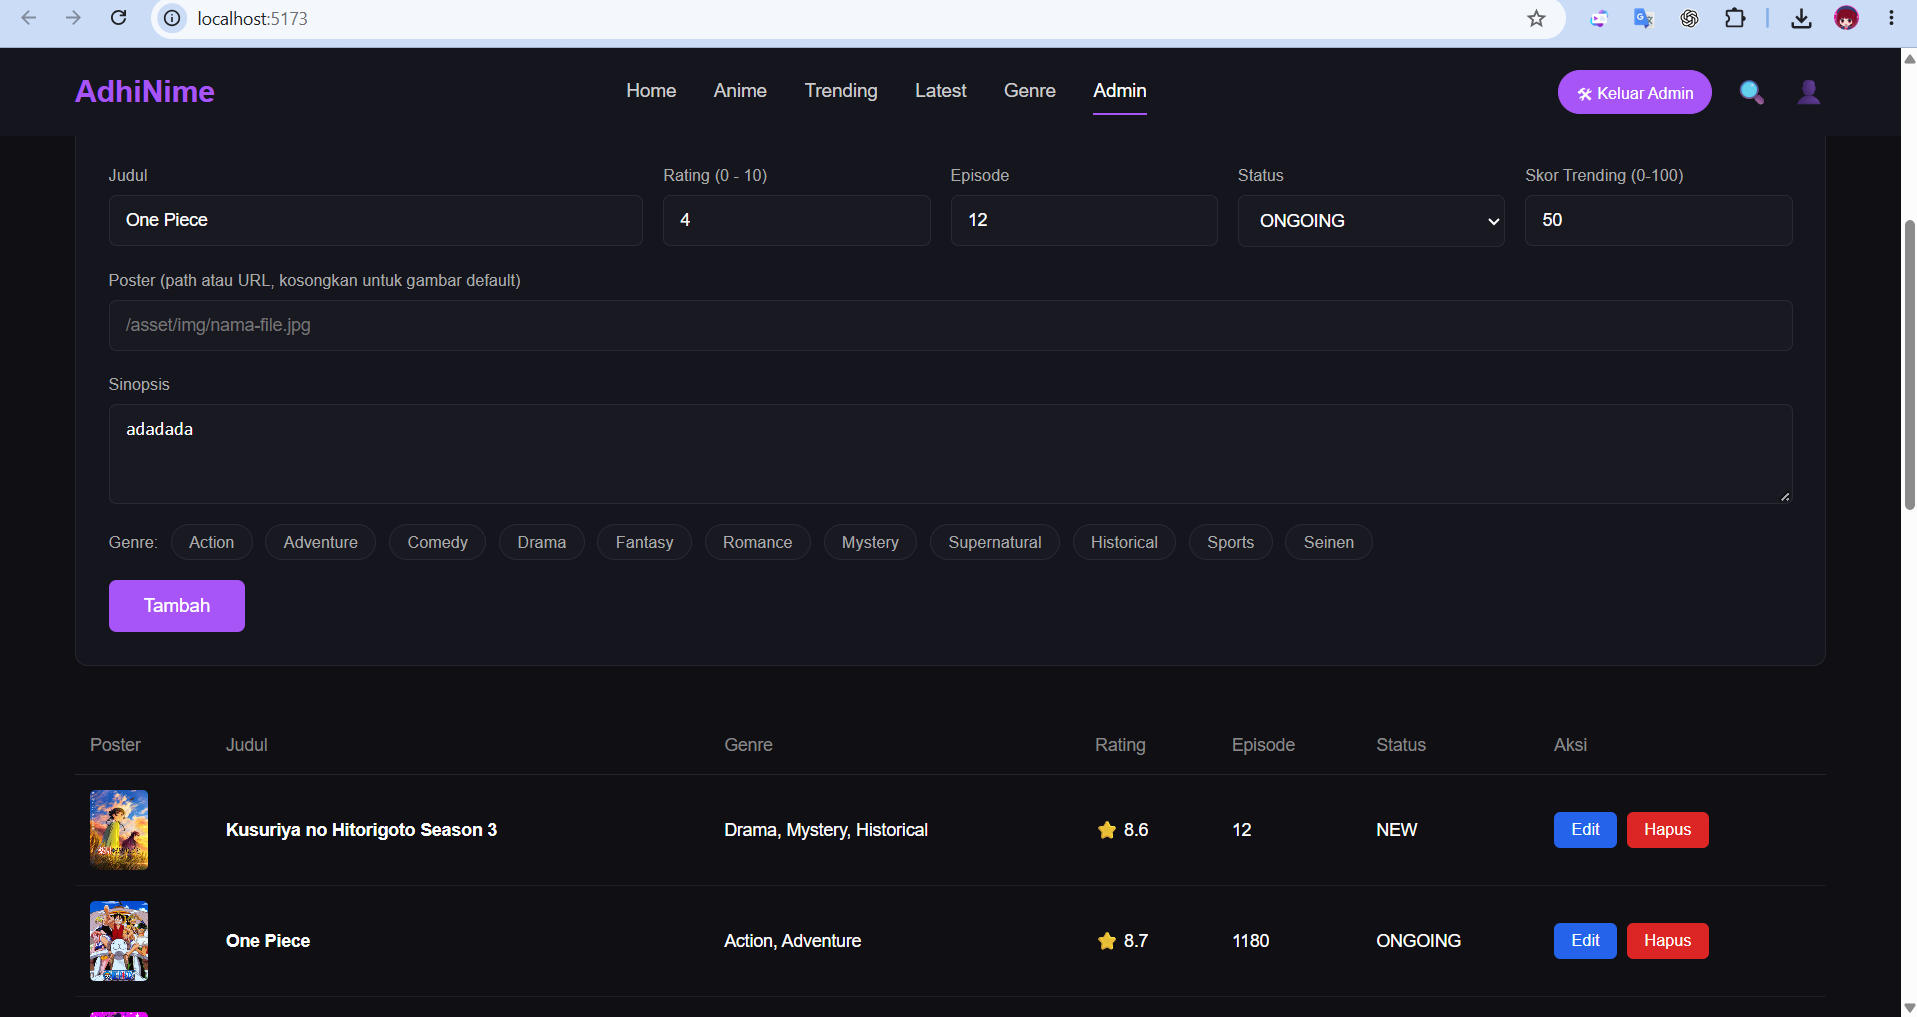 localhost:5173
AdhiNime
Home Anime Trending Latest Genre Admin
Keluar Admin
Judul Rating (0 - 10) Episode Status Skor Trending (0-100)
One Piece 4 12 ONGOING 50
Poster (path atau URL, kosongkan untuk gambar default)
/asset/img/nama-file.jpg
Sinopsis
adadada
Genre: Action Adventure Comedy Drama Fantasy Romance Mystery Supernatural Historical Sports Seinen
Tambah
Poster Judul Genre Rating Episode Status Aksi
Kusuriya no Hitorigoto Season 3 Drama, Mystery, Historical 8.6 12 NEW Edit Hapus
One Piece Action, Adventure 8.7 1180 ONGOING Edit Hapus